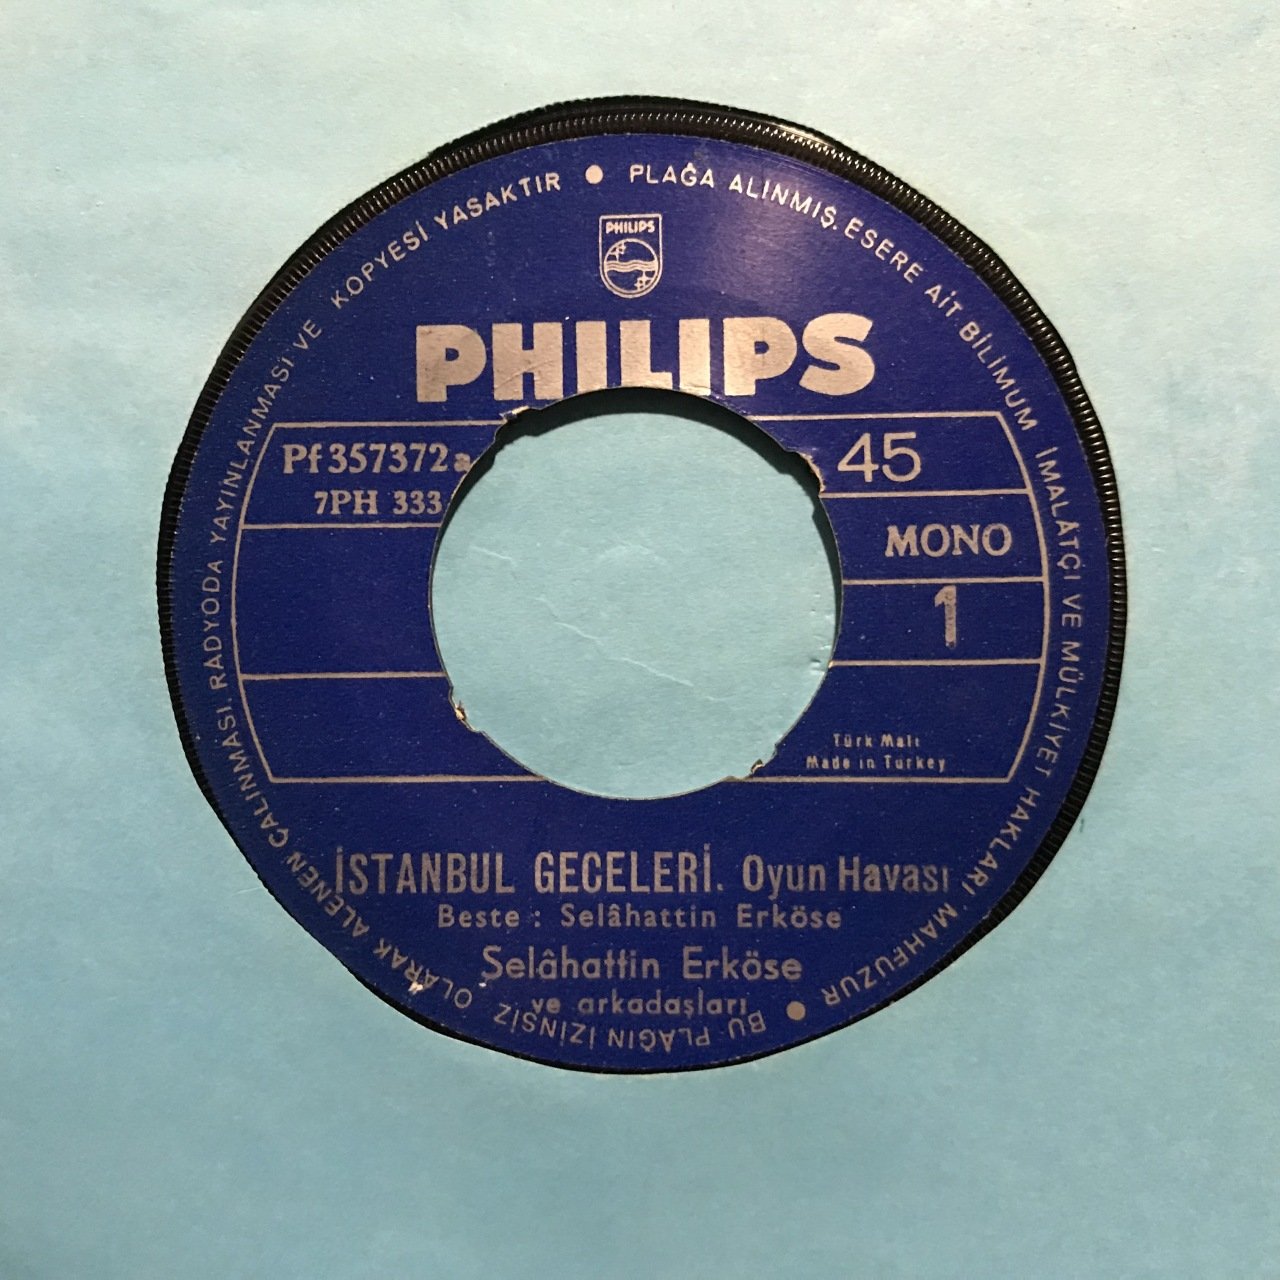 PLAĞA ALINMIŞ. ESERE AİT BİLİMUM İMALÂTÇI VE MÜLKİYET HAKLARI MAHFUZUR
BU PLAĞIN İZİNSİZ OLARAK ALENEN ÇALINMASI. RADYODA YAYINLANMASI VE KOPYESİ YASAKTIR
PHILIPS
PHILIPS
Pf 357372 a
45
7PH 333
MONO
1
Türk Malı
Made in Turkey
İSTANBUL GECELERİ. Oyun Havası
Beste : Selâhattin Erköse
Şelâhattin Erköse
ve arkadaşları